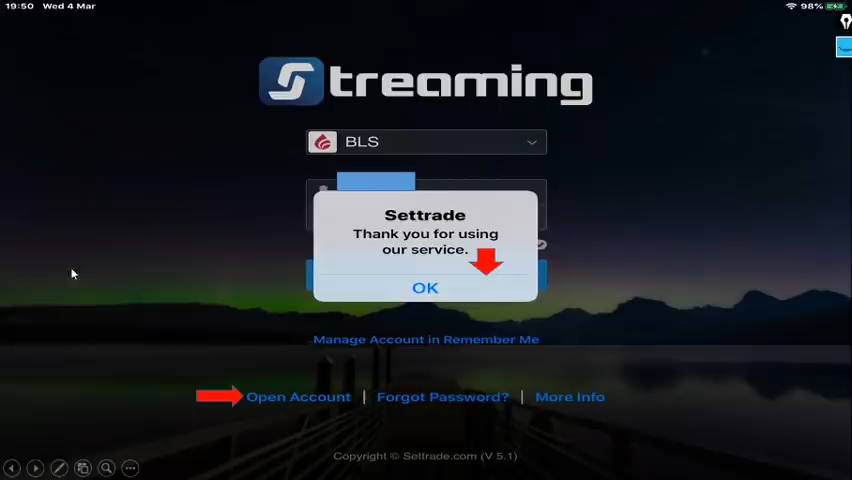 19:50 Wed 4 Mar
98%
Streaming
BLS
Settrade
Thank you for using
our service.
OK
Manage Account in Remember Me
Open Account | Forgot Password? | More Info
Copyright © Settrade.com (V 5.1)